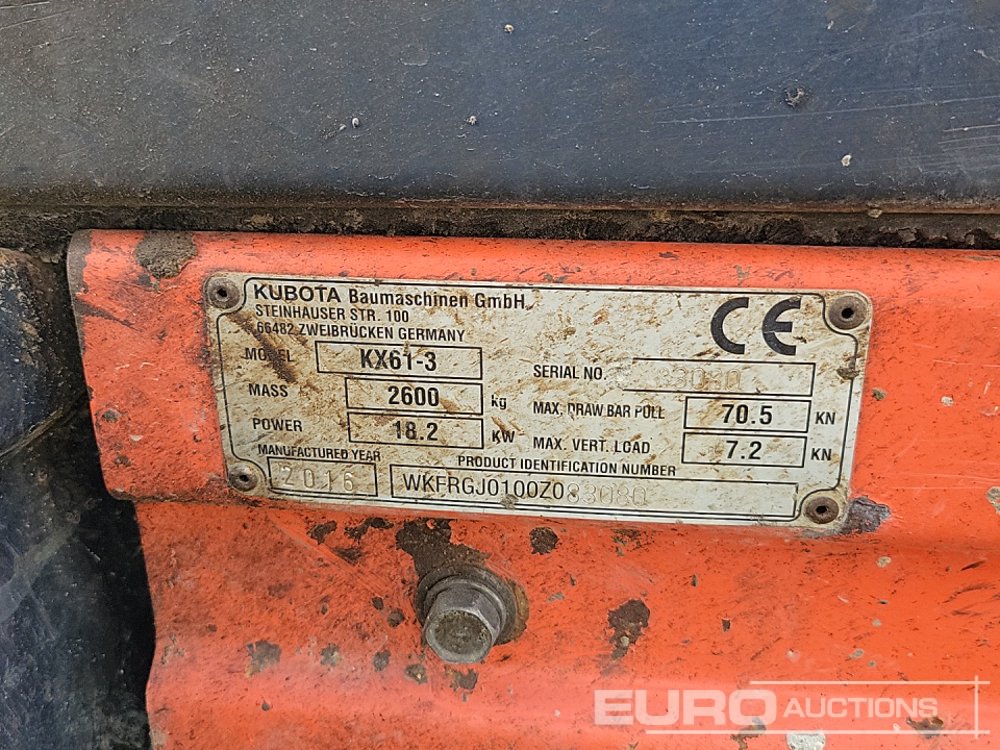 KUBOTA Baumaschinen GmbH
STEINHAUSER STR. 100
66482 ZWEIBRÜCKEN GERMANY
CE
MODEL KX61-3
MASS 2600 kg
POWER 18.2 KW
SERIAL NO. 83080
MAX. DRAW BAR PULL 70.5 KN
MAX. VERT. LOAD 7.2 KN
MANUFACTURED YEAR
2016
PRODUCT IDENTIFICATION NUMBER
WKFRGJ0100Z083080
EURO AUCTIONS